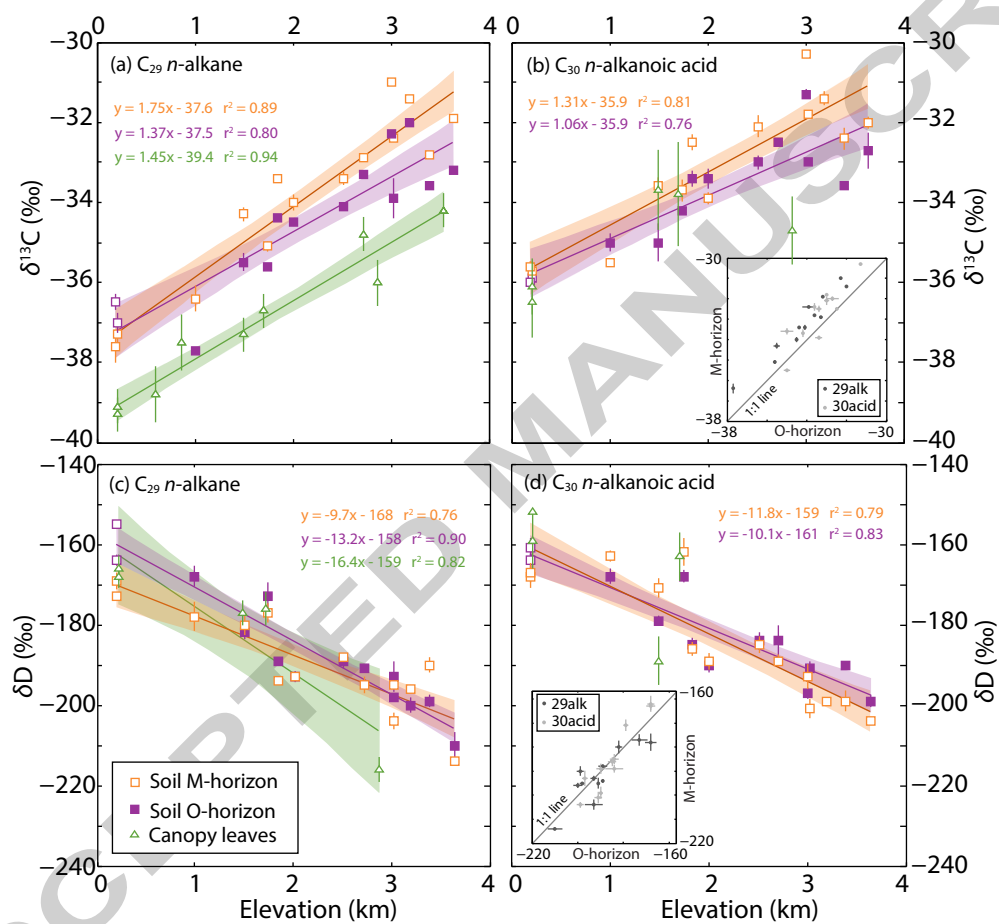 0 1 2 3 4
0 1 2 3 4
−30
−32
−34
−36
−38
−40
δ¹³C (‰)
(a) C₂₉ n-alkane
y = 1.75x - 37.6 r² = 0.89
y = 1.37x - 37.5 r² = 0.80
y = 1.45x - 39.4 r² = 0.94
(b) C₃₀ n-alkanoic acid
y = 1.31x - 35.9 r² = 0.81
y = 1.06x - 35.9 r² = 0.76
−30
−32
−34
−36
−38
−40
δ¹³C (‰)
−30
M-horizon
−38
1:1 line
29alk
30acid
−38 O-horizon −30
−140
−160
−180
−200
−220
−240
δD (‰)
(c) C₂₉ n-alkane
y = -9.7x - 168 r² = 0.76
y = -13.2x - 158 r² = 0.90
y = -16.4x - 159 r² = 0.82
Soil M-horizon
Soil O-horizon
Canopy leaves
0 1 2 3 4
Elevation (km)
(d) C₃₀ n-alkanoic acid
y = -11.8x - 159 r² = 0.79
y = -10.1x - 161 r² = 0.83
−140
−160
−180
−200
−220
−240
δD (‰)
29alk
30acid
−160
M-horizon
−220
1:1 line
−220 O-horizon −160
0 1 2 3 4
Elevation (km)
CEPTED MANUSCR